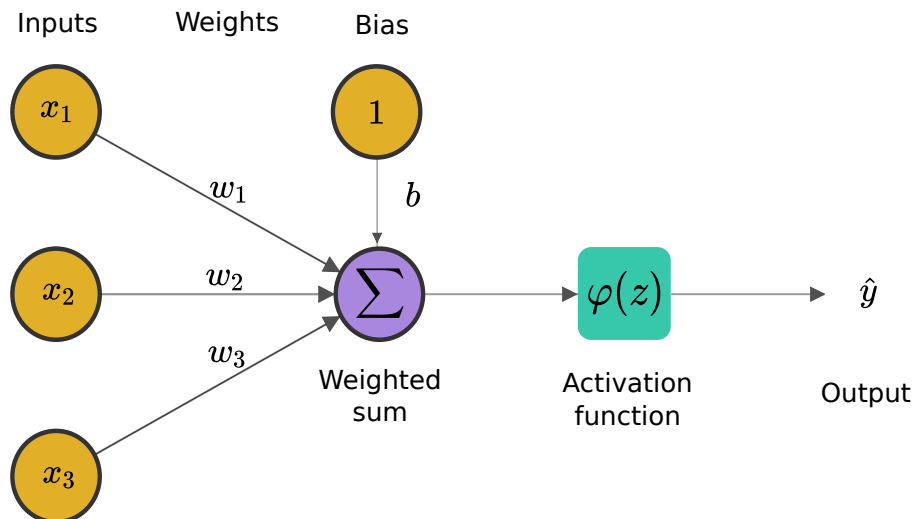 Inputs
Weights
Bias
x₁
1
w₁
b
x₂
w₂
∑
φ(z)
ŷ
w₃
Weighted
sum
Activation
function
Output
x₃